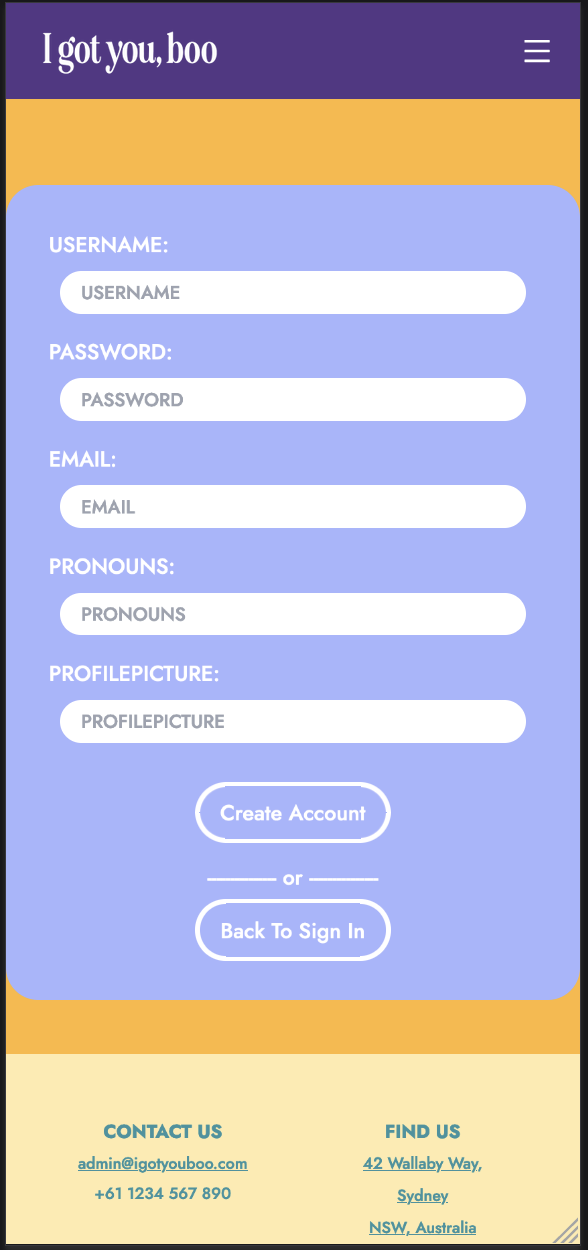 I got you, boo
USERNAME:
USERNAME
PASSWORD:
PASSWORD
EMAIL:
EMAIL
PRONOUNS:
PRONOUNS
PROFILEPICTURE:
PROFILEPICTURE
Create Account
or
Back To Sign In
CONTACT US
admin@igotyouboo.com
+61 1234 567 890
FIND US
42 Wallaby Way,
Sydney
NSW, Australia